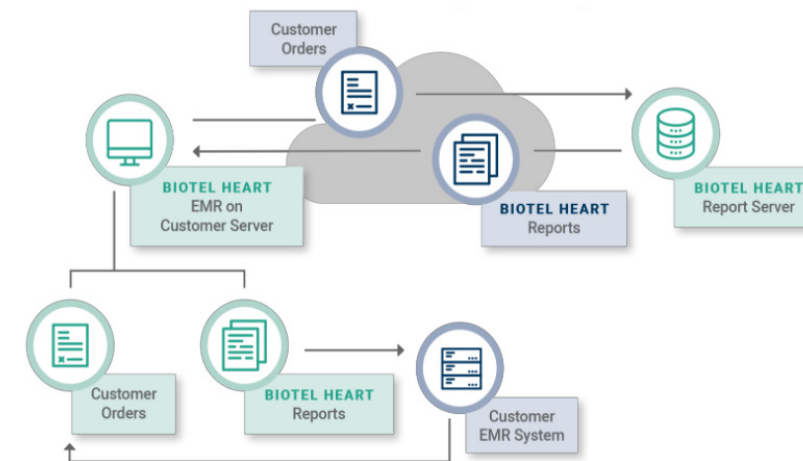 Customer
Orders
BIOTEL HEART
EMR on
Customer Server
BIOTEL HEART
Reports
BIOTEL HEART
Report Server
Customer
Orders
BIOTEL HEART
Reports
Customer
EMR System